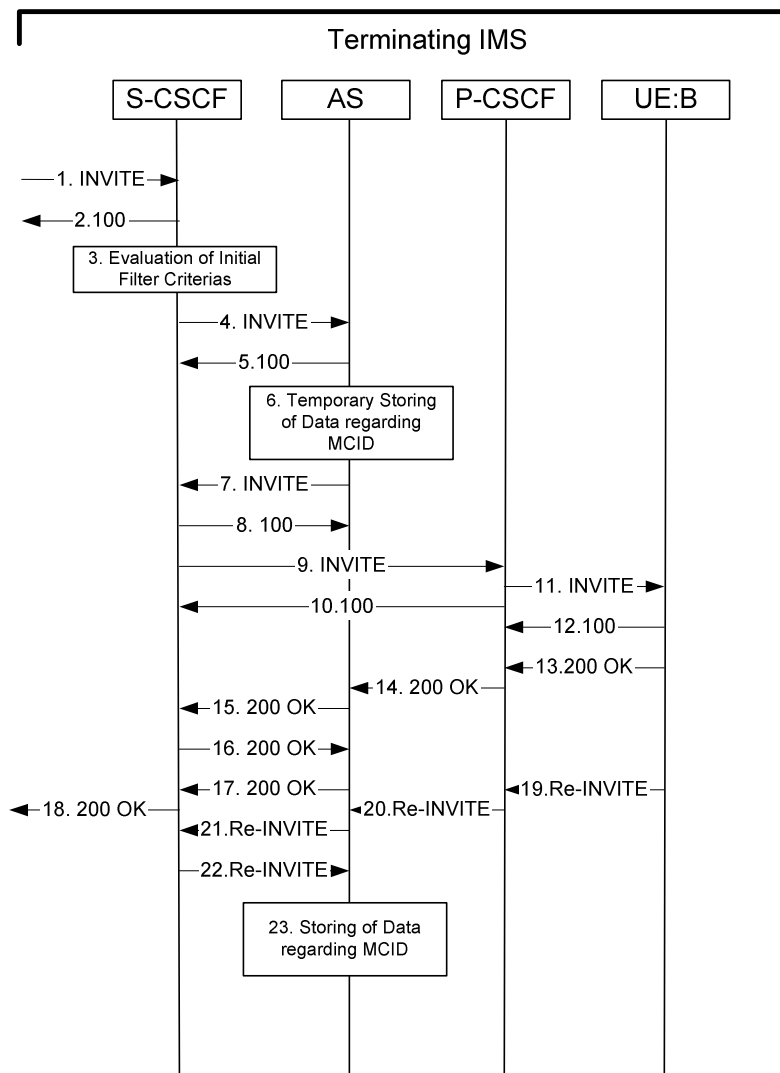 Terminating IMS
S-CSCF
AS
P-CSCF
UE:B
1. INVITE
2.100
3. Evaluation of Initial
Filter Criterias
4. INVITE
5.100
6. Temporary Storing
of Data regarding
MCID
7. INVITE
8. 100
9. INVITE
11. INVITE
10.100
12.100
13.200 OK
14. 200 OK
15. 200 OK
16. 200 OK
17. 200 OK
19.Re-INVITE
18. 200 OK
20.Re-INVITE
21.Re-INVITE
22.Re-INVITE
23. Storing of Data
regarding MCID